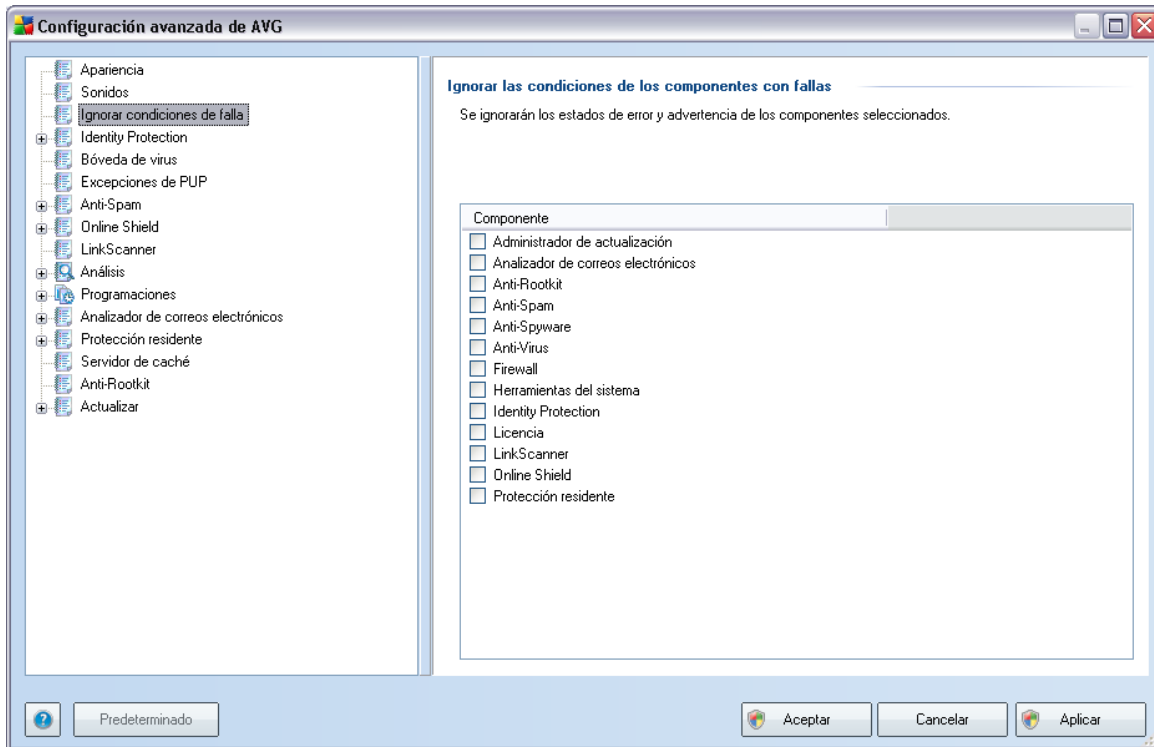 Configuración avanzada de AVG
Apariencia
Sonidos
Ignorar condiciones de falla
Identity Protection
Bóveda de virus
Excepciones de PUP
Anti-Spam
Online Shield
LinkScanner
Análisis
Programaciones
Analizador de correos electrónicos
Protección residente
Servidor de caché
Anti-Rootkit
Actualizar
Ignorar las condiciones de los componentes con fallas
Se ignorarán los estados de error y advertencia de los componentes seleccionados.
Componente
Administrador de actualización
Analizador de correos electrónicos
Anti-Rootkit
Anti-Spam
Anti-Spyware
Anti-Virus
Firewall
Herramientas del sistema
Identity Protection
Licencia
LinkScanner
Online Shield
Protección residente
Predeterminado
Aceptar
Cancelar
Aplicar